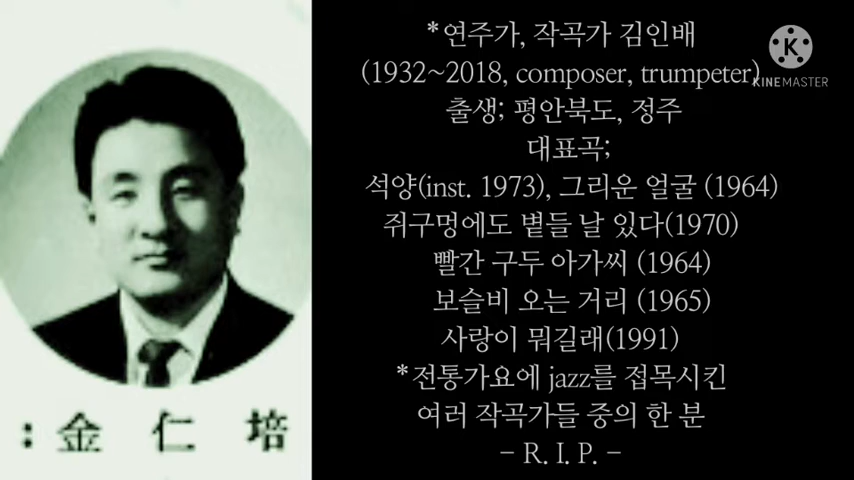 *연주가, 작곡가 김인배
(1932~2018, composer, trumpeter)
K
KINEMASTER
출생; 평안북도, 정주
대표곡;
석양(inst. 1973), 그리운 얼굴 (1964)
쥐구멍에도 볕들 날 있다(1970)
빨간 구두 아가씨 (1964)
보슬비 오는 거리 (1965)
사랑이 뭐길래(1991)
*전통가요에 jazz를 접목시킨
여러 작곡가들 중의 한 분
– R. I. P. –
: 金 仁 培